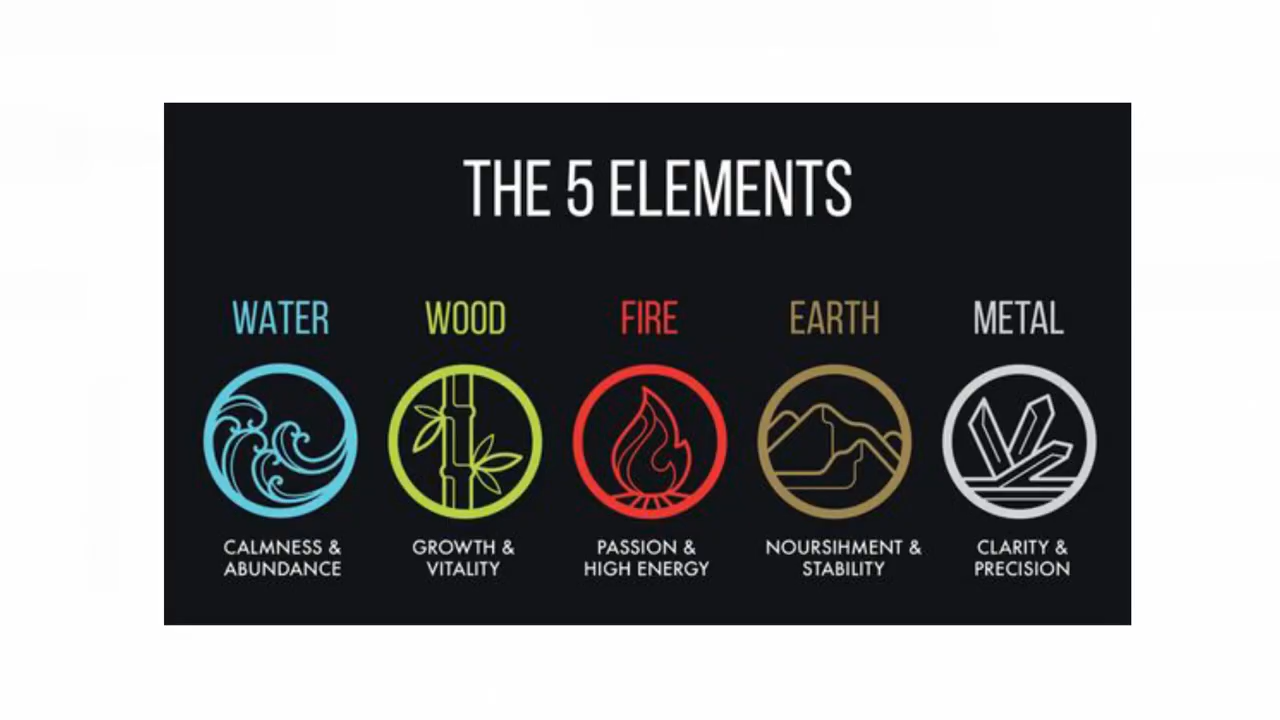 THE 5 ELEMENTS
WATER WOOD FIRE EARTH METAL
CALMNESS &
ABUNDANCE
GROWTH &
VITALITY
PASSION &
HIGH ENERGY
NOURSIHMENT &
STABILITY
CLARITY &
PRECISION